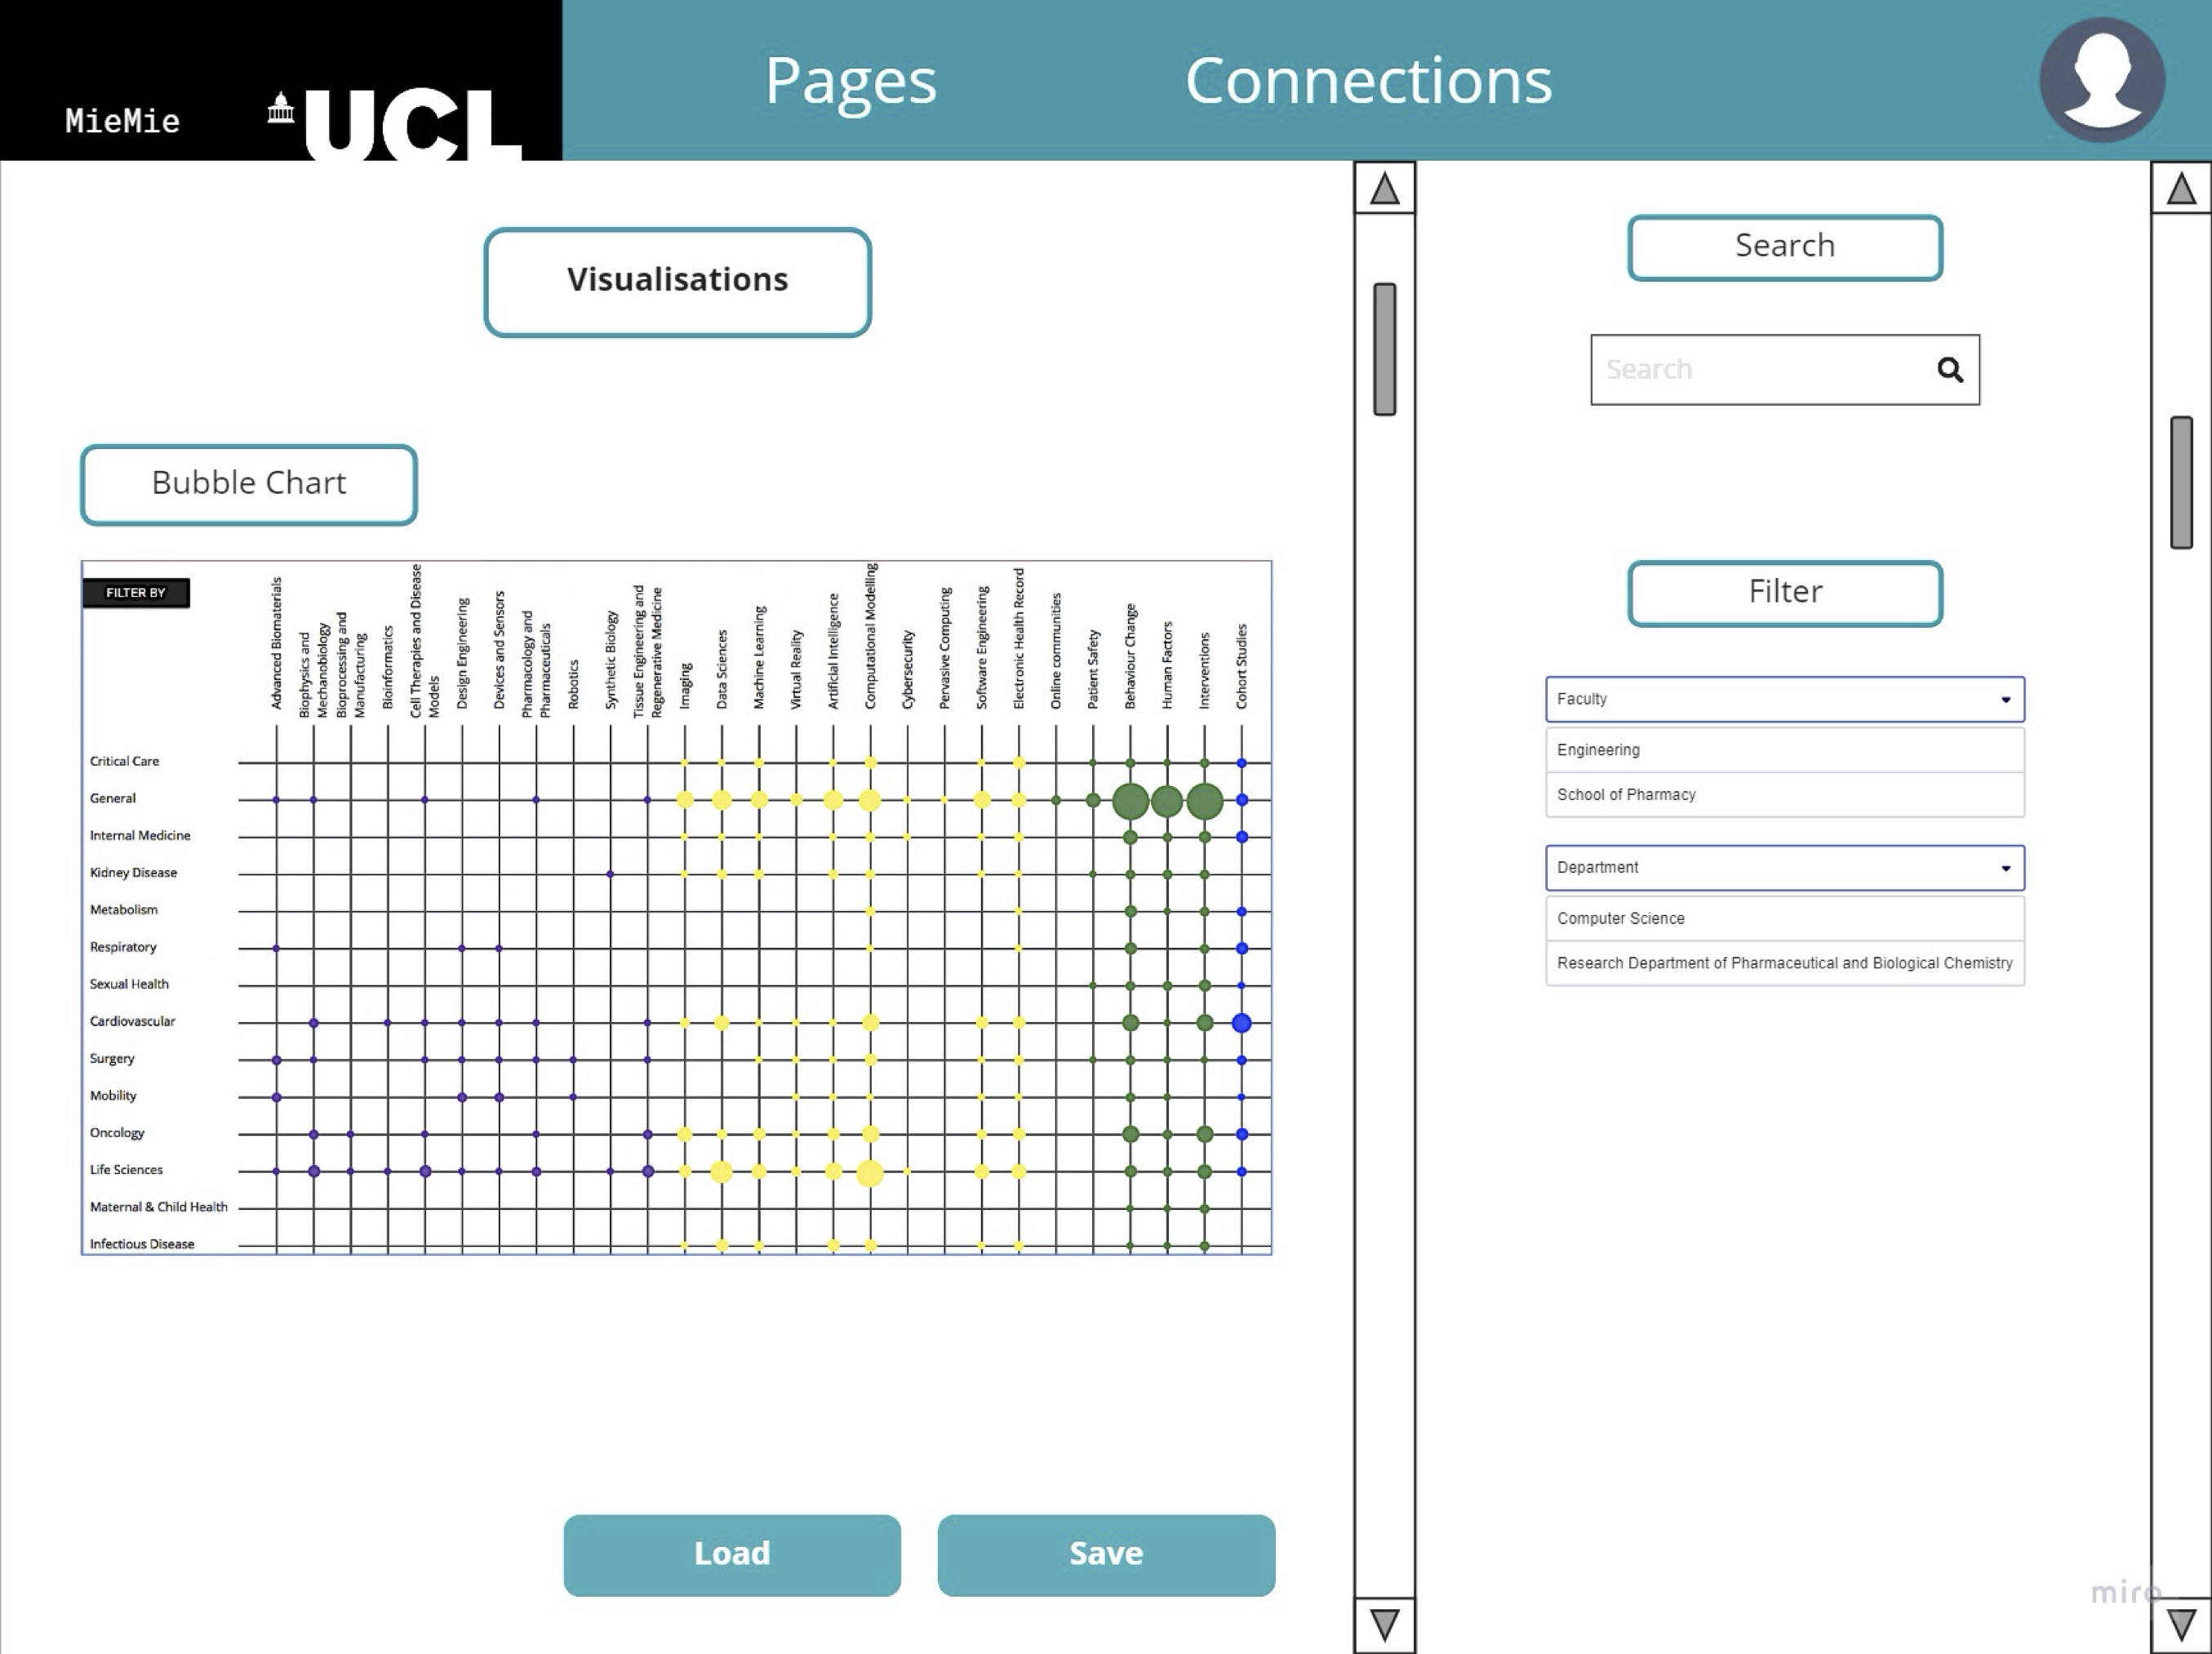 MieMie
UCL
Pages
Connections
Visualisations
Bubble Chart
FILTER BY
Advanced Biomaterials
Biophysics and
Mechanobiology
Bioprocessing and
Manufacturing
Bioinformatics
Cell Therapies and Disease
Models
Design Engineering
Devices and Sensors
Pharmacology and
Pharmaceuticals
Robotics
Synthetic Biology
Tissue Engineering and
Regenerative Medicine
Imaging
Data Sciences
Machine Learning
Virtual Reality
Artificial Intelligence
Computational Modelling
Cybersecurity
Pervasive Computing
Software Engineering
Electronic Health Record
Online communities
Patient Safety
Behaviour Change
Human Factors
Interventions
Cohort Studies
Critical Care
General
Internal Medicine
Kidney Disease
Metabolism
Respiratory
Sexual Health
Cardiovascular
Surgery
Mobility
Oncology
Life Sciences
Maternal & Child Health
Infectious Disease
Load
Save
Search
Search
Filter
Faculty
Engineering
School of Pharmacy
Department
Computer Science
Research Department of Pharmaceutical and Biological Chemistry
miro